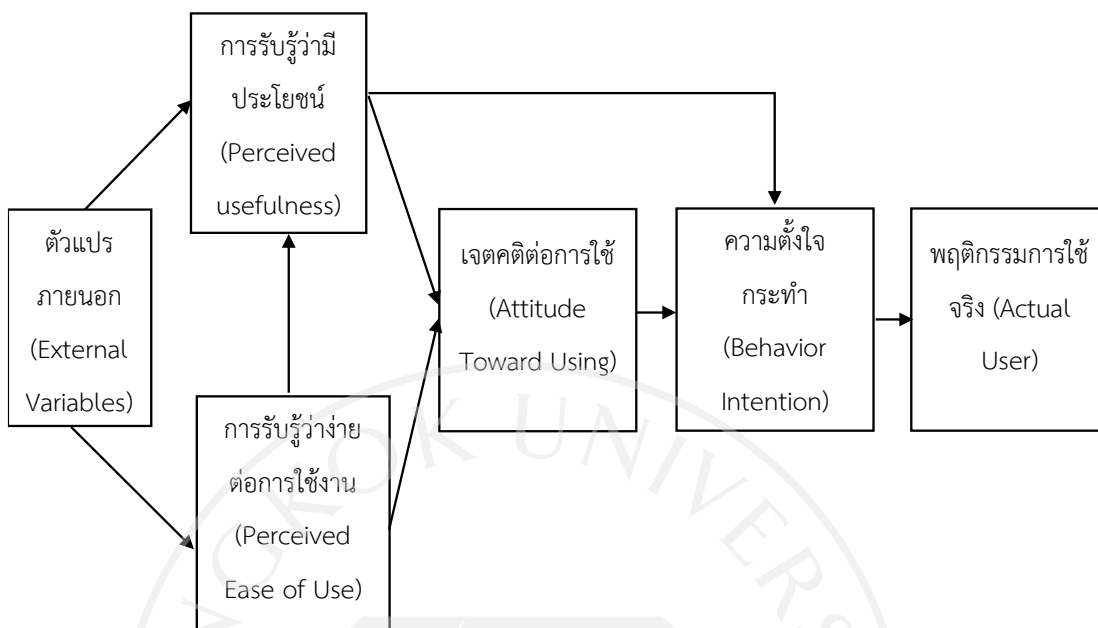 การรับรู้ว่ามี
ประโยชน์
(Perceived
usefulness)
ตัวแปร
ภายนอก
(External
Variables)
การรับรู้ว่าง่าย
ต่อการใช้งาน
(Perceived
Ease of Use)
เจตคติต่อการใช้
(Attitude
Toward Using)
ความตั้งใจ
กระทำ
(Behavior
Intention)
พฤติกรรมการใช้
จริง (Actual
User)
NGKOK UNIVERS